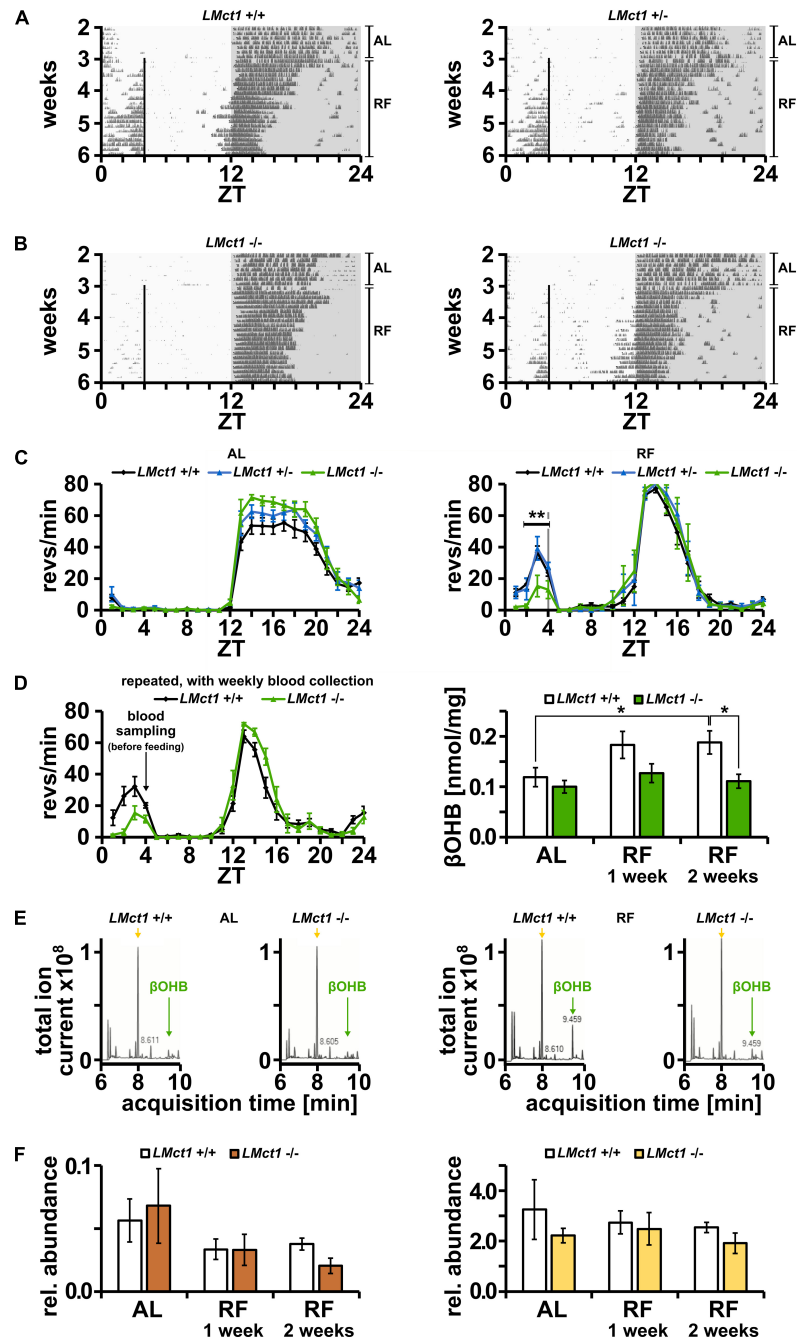 A
LMct1 +/+
LMct1 +/-
weeks
2
3
4
5
6
AL
RF
0
12
24
ZT
weeks
2
3
4
5
6
AL
RF
0
12
24
ZT
B
LMct1 -/-
LMct1 -/-
weeks
2
3
4
5
6
AL
RF
0
12
24
ZT
weeks
2
3
4
5
6
AL
RF
0
12
24
ZT
C
AL
LMct1 +/+ LMct1 +/- LMct1 -/-
revs/min
80
60
40
20
0
0 4 8 12 16 20 24
ZT
RF
LMct1 +/+ LMct1 +/- LMct1 -/-
**
revs/min
80
60
40
20
0
0 4 8 12 16 20 24
ZT
D
repeated, with weekly blood collection
LMct1 +/+ LMct1 -/-
blood
sampling
(before feeding)
revs/min
80
60
40
20
0
0 4 8 12 16 20 24
ZT
LMct1 +/+ LMct1 -/-
* *
βOHB [nmol/mg]
0.2
0.1
0.0
AL RF RF
1 week 2 weeks
E
LMct1 +/+ AL LMct1 -/-
total ion
current x10⁸
1
0
βOHB
8.611
6 8 10
βOHB
8.605
6 8 10
acquisition time [min]
LMct1 +/+ RF LMct1 -/-
total ion
current x10⁸
1
0
βOHB
9.459
8.610
6 8 10
βOHB
9.459
6 8 10
acquisition time [min]
F
LMct1 +/+ LMct1 -/-
rel. abundance
0.1
0.0
AL RF RF
1 week 2 weeks
LMct1 +/+ LMct1 -/-
rel. abundance
4.0
2.0
0.0
AL RF RF
1 week 2 weeks